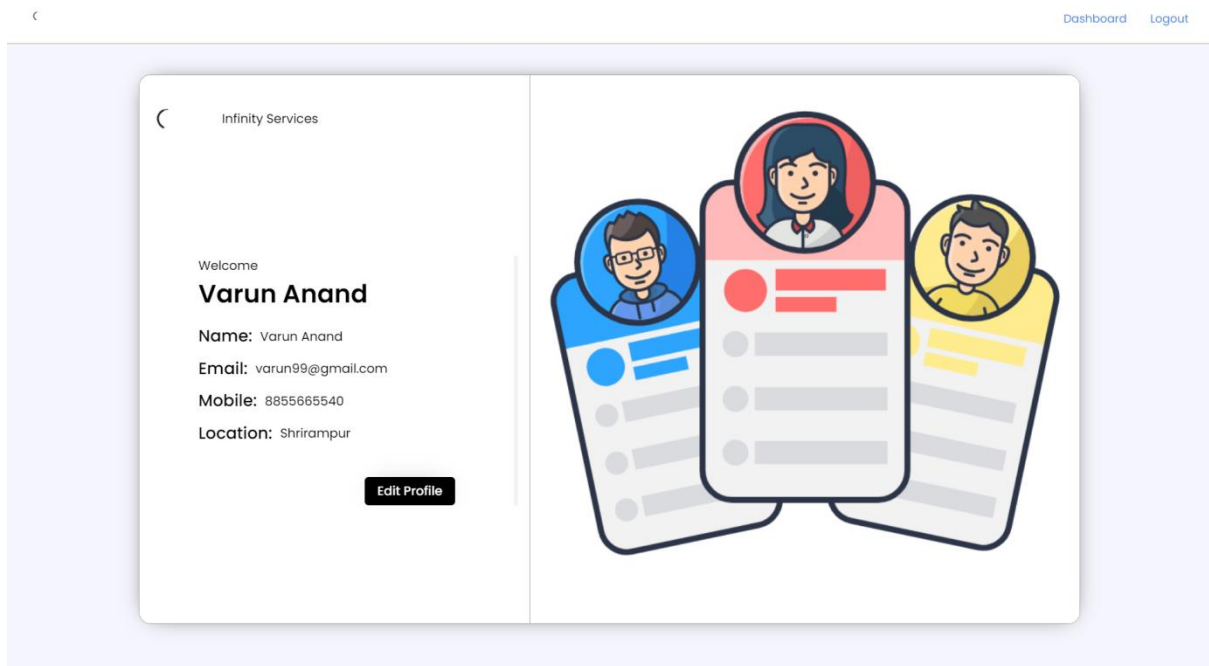 Dashboard Logout
Infinity Services
Welcome
Varun Anand
Name: Varun Anand
Email: varun99@gmail.com
Mobile: 8855665540
Location: Shrirampur
Edit Profile